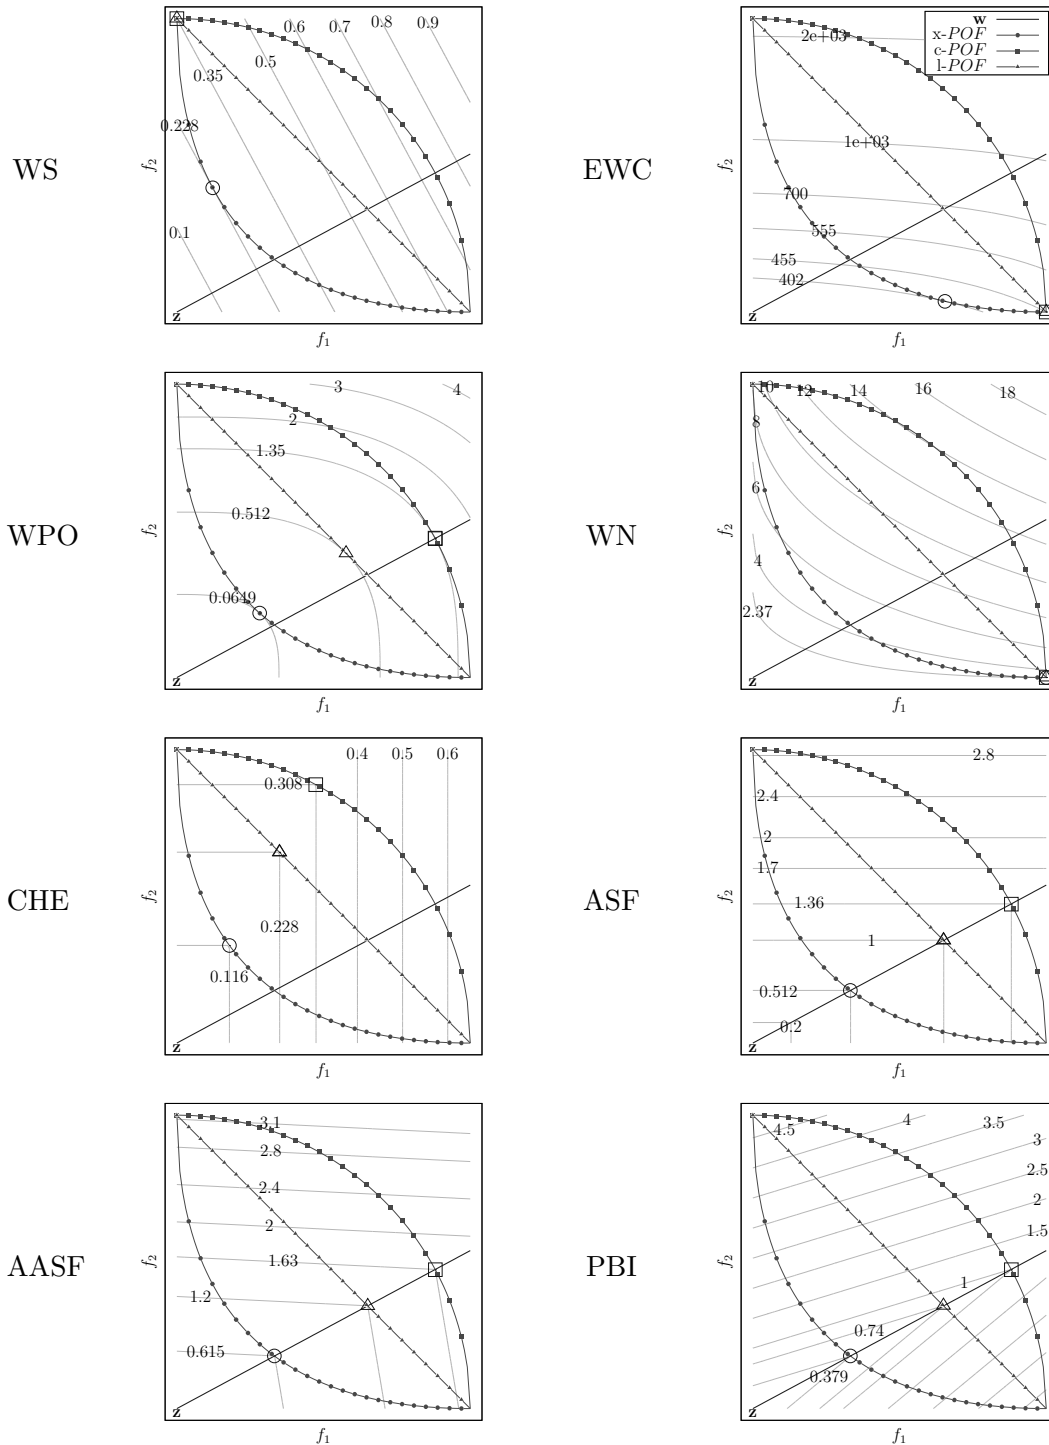 WS
0.6
0.7
0.8
0.9
0.5
0.35
0.228
0.1
f₂
z
f₁
EWC
w
x-POF
c-POF
l-POF
2e+03
1e+03
700
555
455
402
f₂
z
f₁
WPO
3
4
2
1.35
0.512
0.0649
f₂
z
f₁
WN
10
12
14
16
18
8
6
4
2.37
f₂
z
f₁
CHE
0.4
0.5
0.6
0.308
0.228
0.116
f₂
z
f₁
ASF
2.8
2.4
2
1.7
1.36
1
0.512
0.2
f₂
z
f₁
AASF
3.1
2.8
2.4
2
1.63
1.2
0.615
f₂
z
f₁
PBI
4.5
4
3.5
3
2.5
2
1.5
1
0.74
0.379
f₂
z
f₁